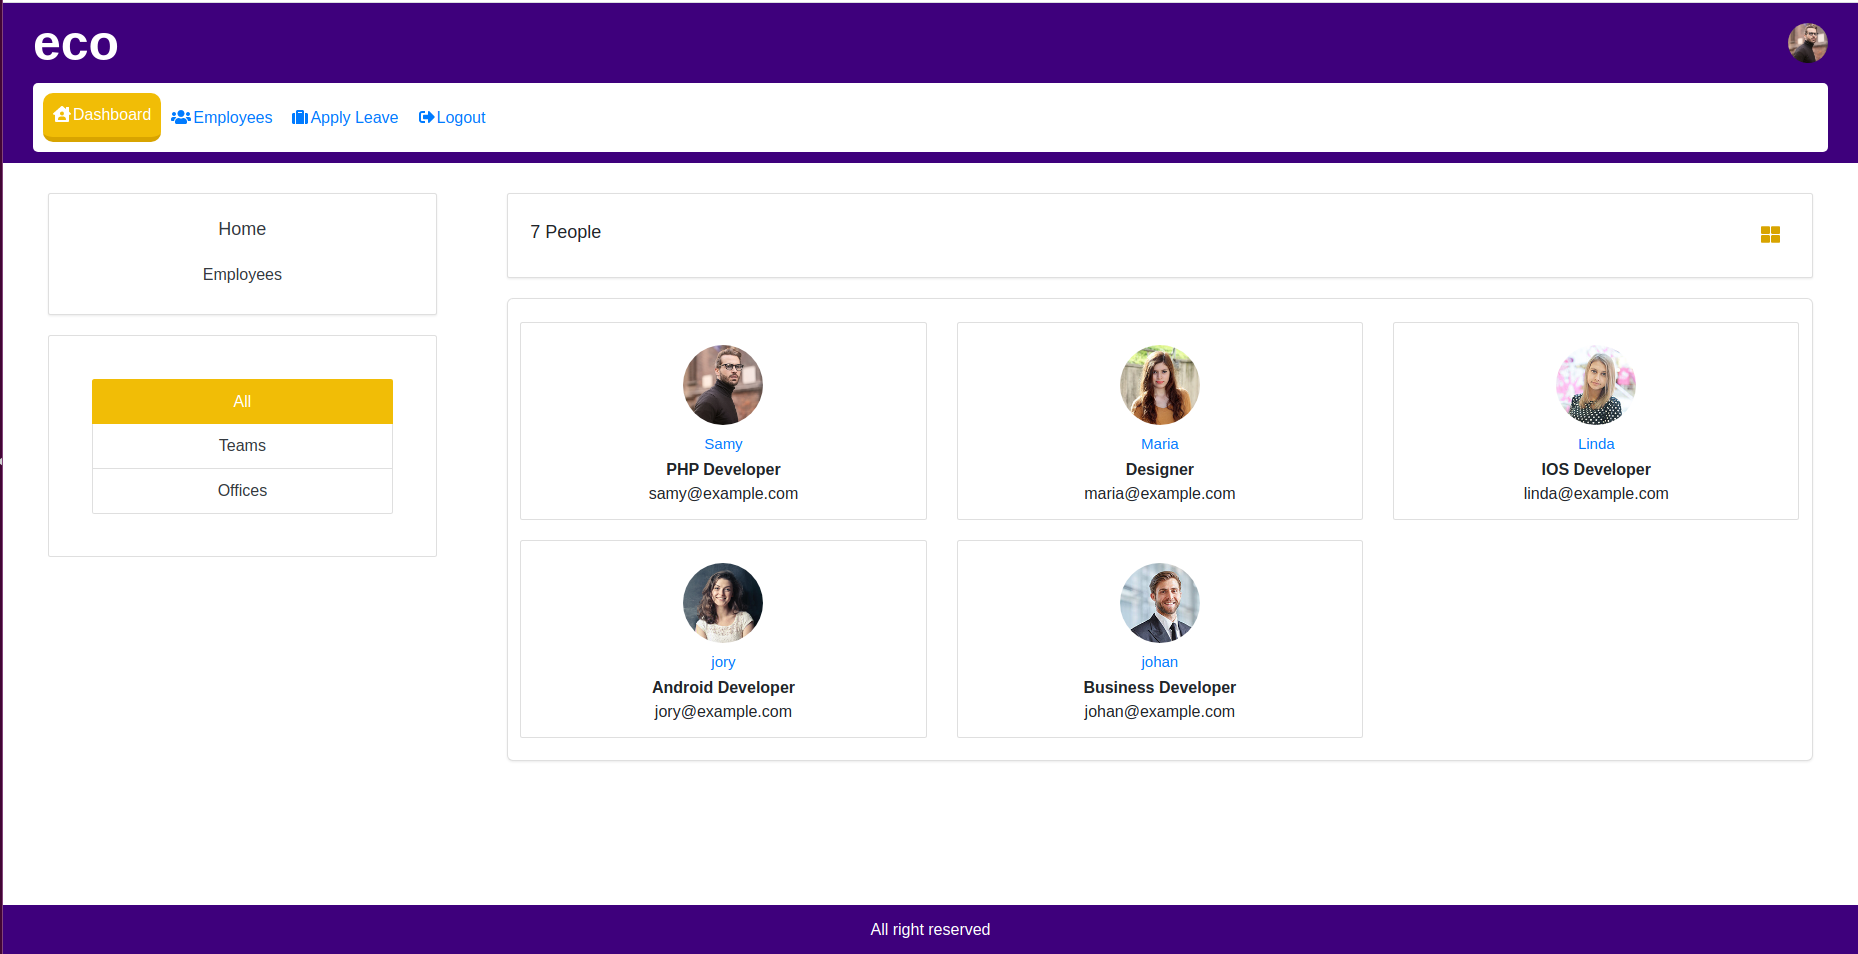 eco
Dashboard Employees Apply Leave Logout
Home
Employees
All
Teams
Offices
7 People
Samy
PHP Developer
samy@example.com
Maria
Designer
maria@example.com
Linda
IOS Developer
linda@example.com
jory
Android Developer
jory@example.com
johan
Business Developer
johan@example.com
All right reserved